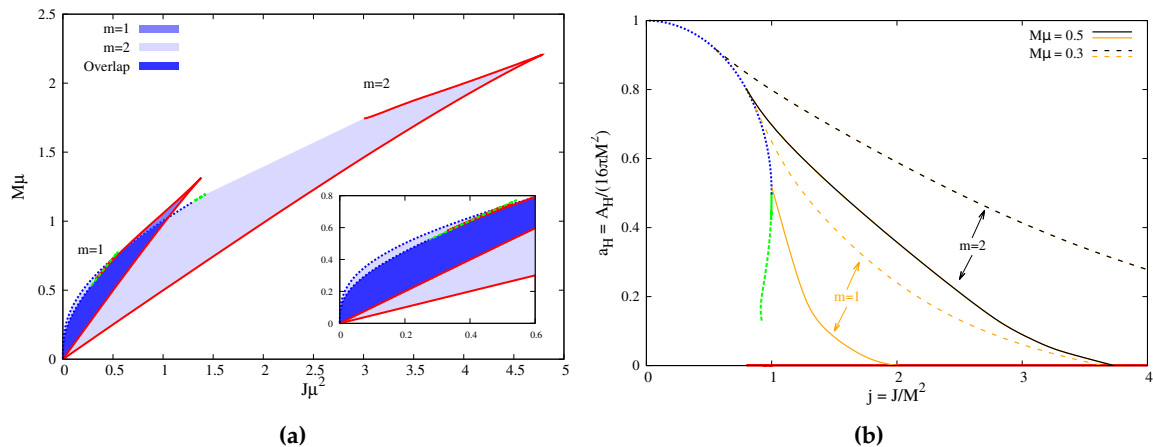 m=1
m=2
Overlap
m=2
m=1
Mμ
2.5
2
1.5
1
0.5
0
0 0.5 1 1.5 2 2.5 3 3.5 4 4.5 5
Jμ²
0.8
0.6
0.4
0.2
0
0 0.2 0.4 0.6
(a)
Mμ = 0.5
Mμ = 0.3
m=2
m=1
a_H = A_H/(16πM²)
1
0.8
0.6
0.4
0.2
0
0 1 2 3 4
j = J/M²
(b)